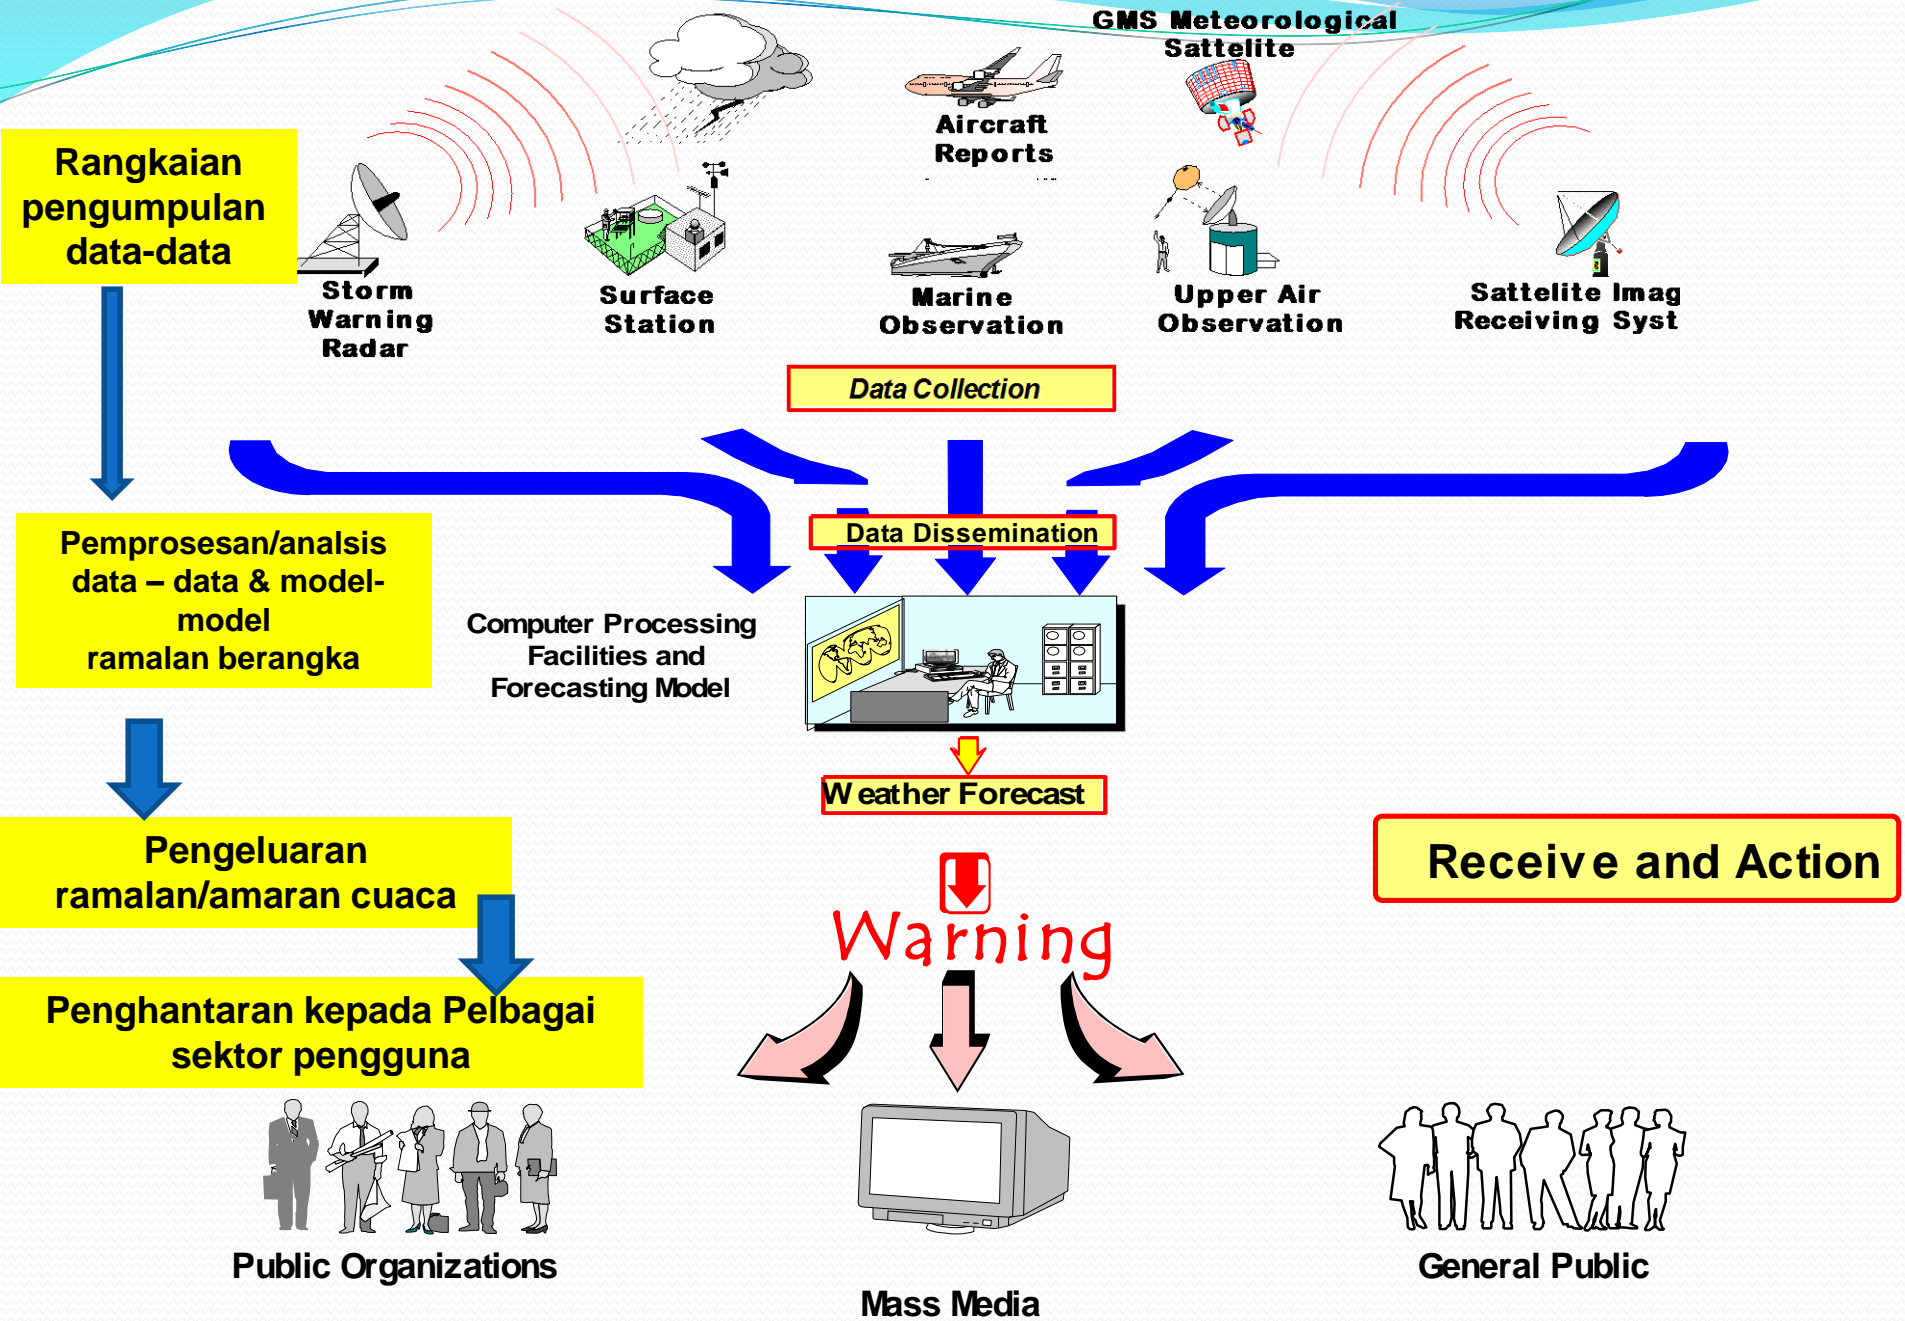 GMS Meteorological
Sattelite
Aircraft
Reports
Rangkaian
pengumpulan
data-data
Storm
Warning
Radar
Surface
Station
Marine
Observation
Upper Air
Observation
Sattelite Imag
Receiving Syst
Data Collection
Data Dissemination
Pemprosesan/analsis
data – data & model-
model
ramalan berangka
Computer Processing
Facilities and
Forecasting Model
Weather Forecast
Pengeluaran
ramalan/amaran cuaca
Receive and Action
Warning
Penghantaran kepada Pelbagai
sektor pengguna
Public Organizations
Mass Media
General Public